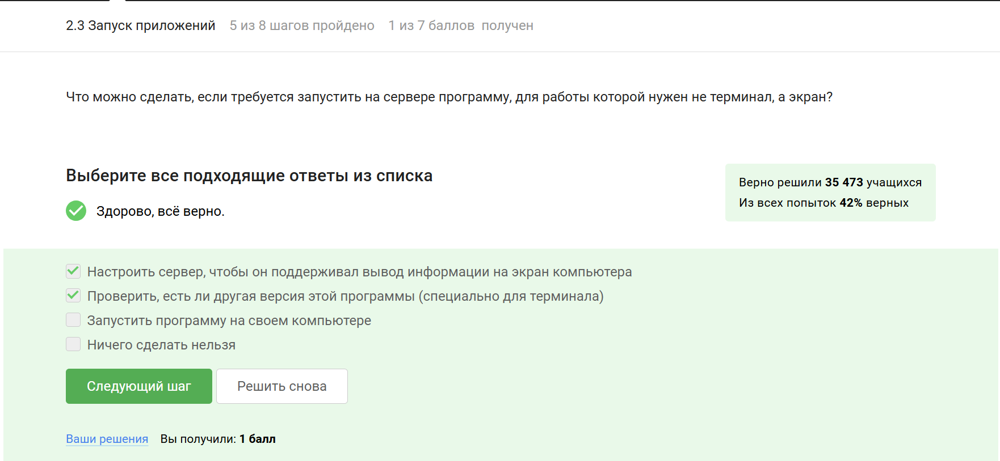 2.3 Запуск приложений 5 из 8 шагов пройдено 1 из 7 баллов получен
Что можно сделать, если требуется запустить на сервере программу, для работы которой нужен не терминал, а экран?
Выберите все подходящие ответы из списка
Здорово, всё верно.
Верно решили 35 473 учащихся
Из всех попыток 42% верных
Настроить сервер, чтобы он поддерживал вывод информации на экран компьютера
Проверить, есть ли другая версия этой программы (специально для терминала)
Запустить программу на своем компьютере
Ничего сделать нельзя
Следующий шаг Решить снова
Ваши решения Вы получили: 1 балл